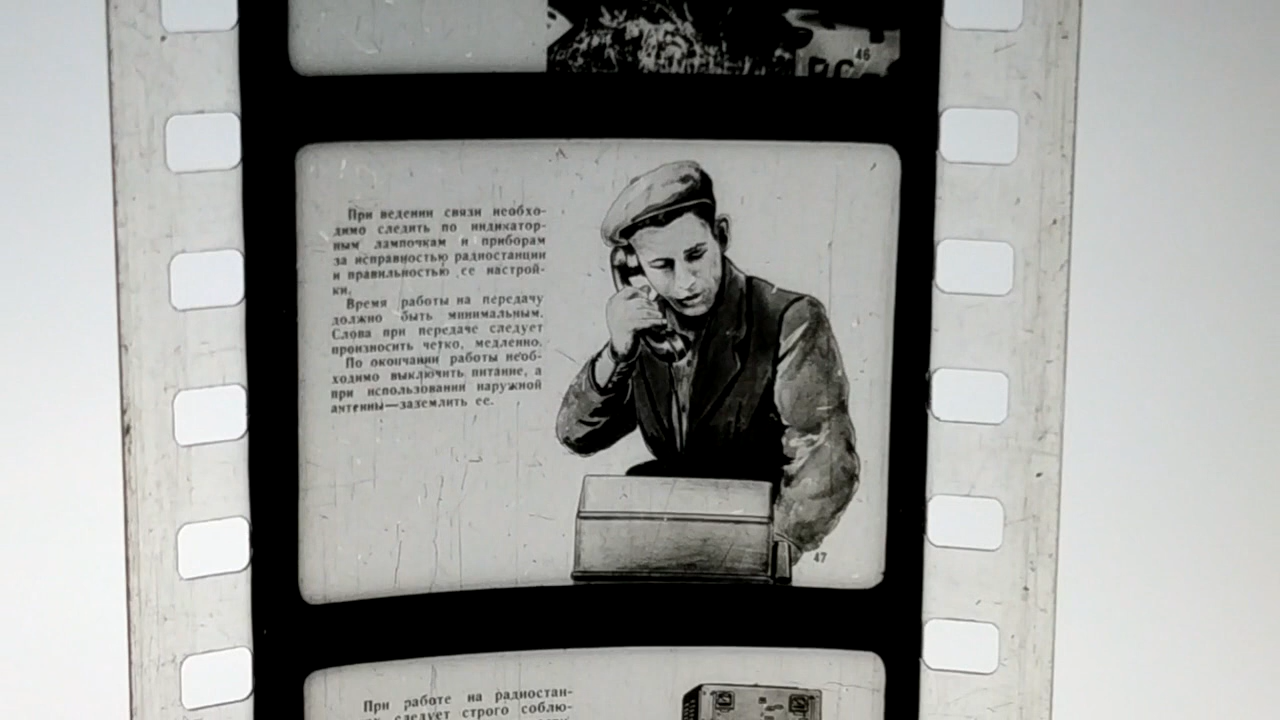 46
При ведении связи необхо-
димо следить по индикатор-
ным лампочкам и приборам
за исправностью радиостанции
и правильностью ее настрой-
ки.
Время работы на передачу
должно быть минимальным.
Слова при передаче следует
произносить четко, медленно.
По окончании работы необ-
ходимо выключить питание, а
при использовании наружной
антенны—заземлить ее.
47
При работе на радиостан-
следует строго соблю-